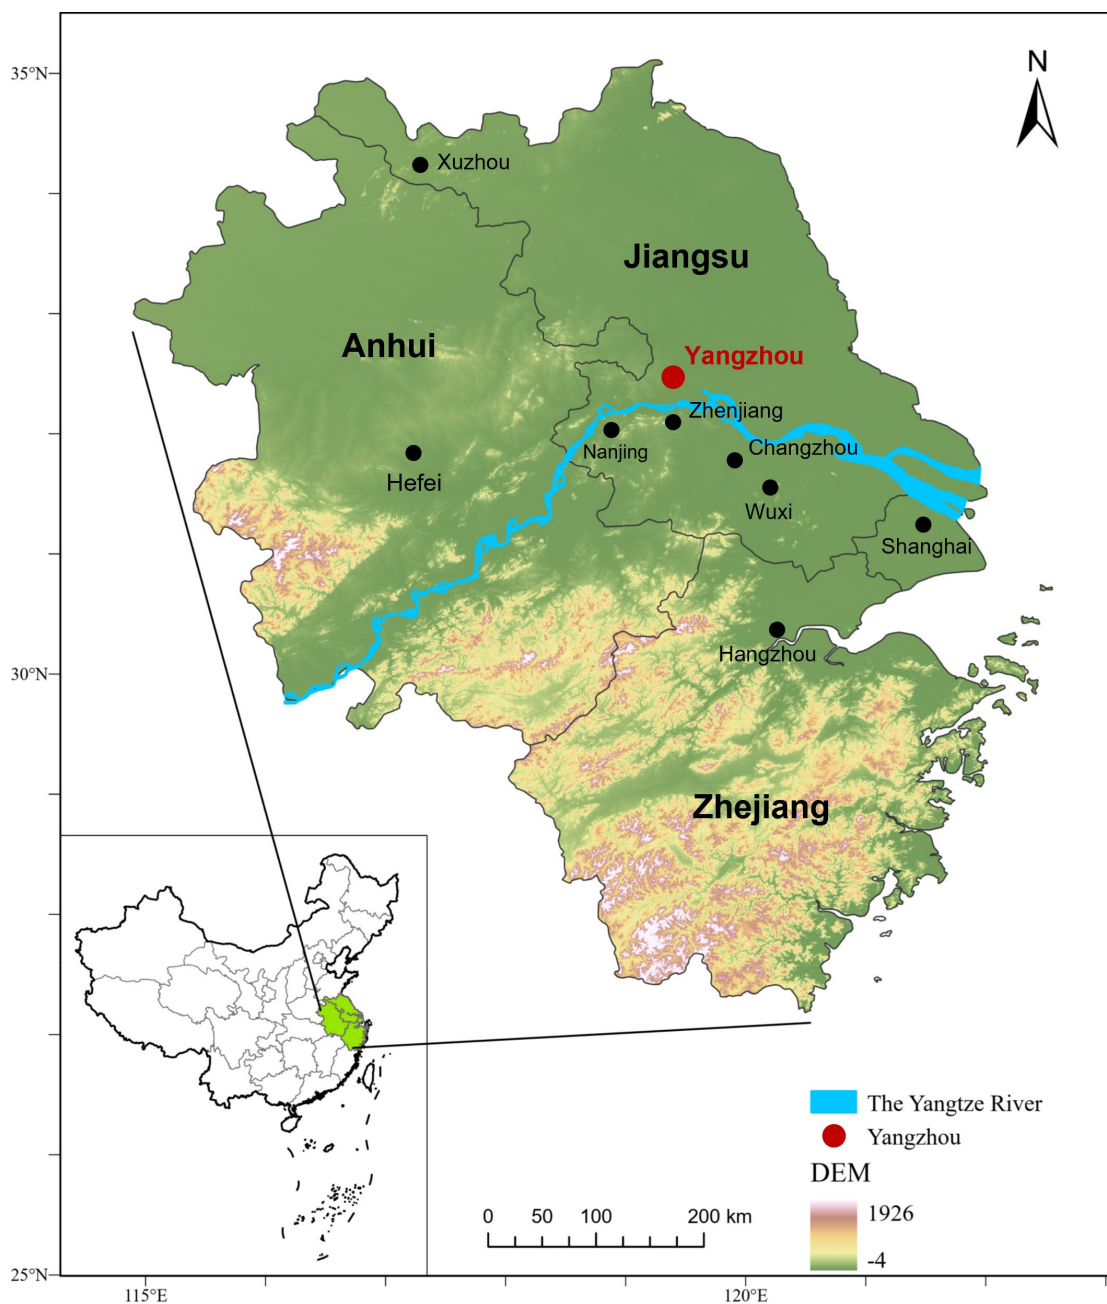 N
35°N
Xuzhou
Jiangsu
Anhui
Yangzhou
Zhenjiang
Nanjing
Changzhou
Hefei
Wuxi
Shanghai
Hangzhou
30°N
Zhejiang
The Yangtze River
Yangzhou
DEM
1926
-4
0 50 100 200 km
25°N
115°E 120°E